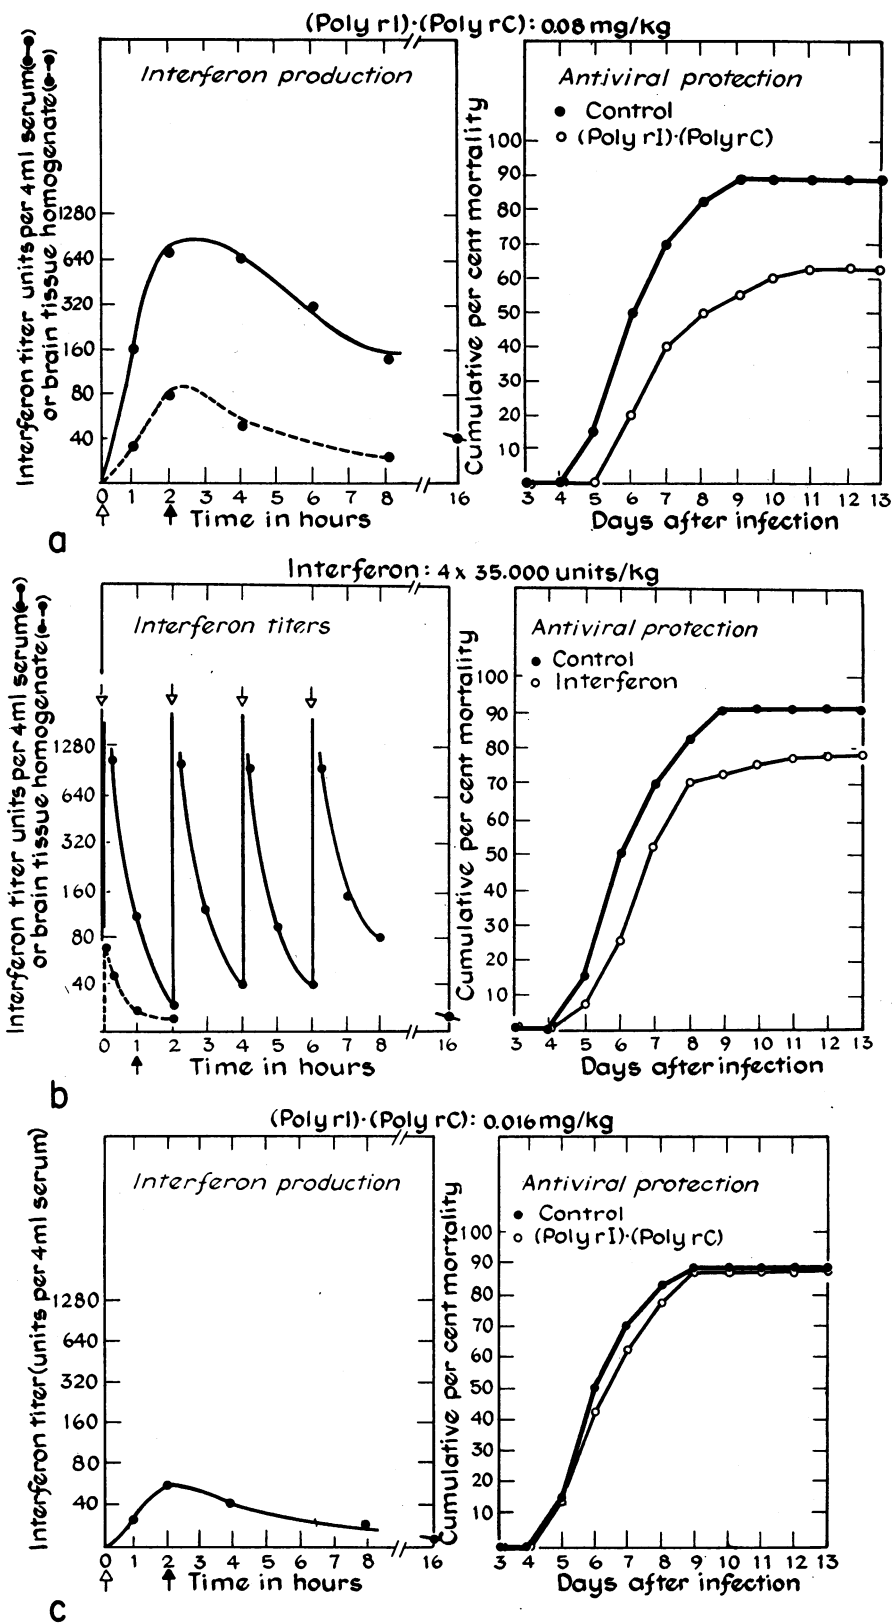 (Poly rI)·(Poly rC): 0.08 mg/kg
Interferon titer units per 4ml serum(●–●)
or brain tissue homogenate(●-●)
Interferon production
1280
640
320
160
80
40
0 1 2 3 4 5 6 7 8 16
Time in hours
Cumulative per cent mortality
Antiviral protection
● Control
○ (Poly rI)·(Poly rC)
100
90
80
70
60
50
40
30
20
10
3 4 5 6 7 8 9 10 11 12 13
Days after infection
a
Interferon: 4 x 35.000 units/kg
Interferon titer units per 4ml serum(●–●)
or brain tissue homogenate(●-●)
Interferon titers
1280
640
320
160
80
40
0 1 2 3 4 5 6 7 8 16
Time in hours
Cumulative per cent mortality
Antiviral protection
● Control
○ Interferon
100
90
80
70
60
50
40
30
20
10
3 4 5 6 7 8 9 10 11 12 13
Days after infection
b
(Poly rI)·(Poly rC): 0.016 mg/kg
Interferon titer (units per 4ml serum)
Interferon production
1280
640
320
160
80
40
0 1 2 3 4 5 6 7 8 16
Time in hours
Cumulative per cent mortality
Antiviral protection
● Control
○ (Poly rI)·(Poly rC)
100
90
80
70
60
50
40
30
20
10
3 4 5 6 7 8 9 10 11 12 13
Days after infection
c